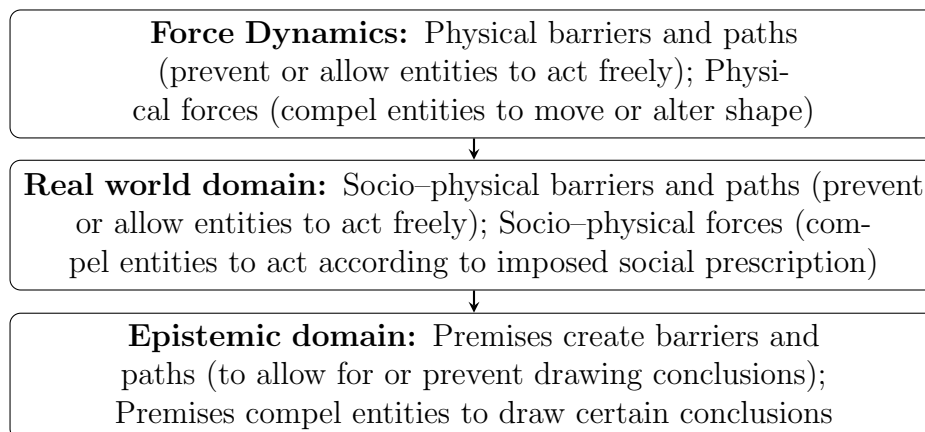 Force Dynamics: Physical barriers and paths
(prevent or allow entities to act freely); Physi-
cal forces (compel entities to move or alter shape)
Real world domain: Socio–physical barriers and paths (prevent
or allow entities to act freely); Socio–physical forces (com-
pel entities to act according to imposed social prescription)
Epistemic domain: Premises create barriers and
paths (to allow for or prevent drawing conclusions);
Premises compel entities to draw certain conclusions